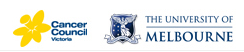 Cancer
Council
Victoria
THE UNIVERSITY OF
MELBOURNE